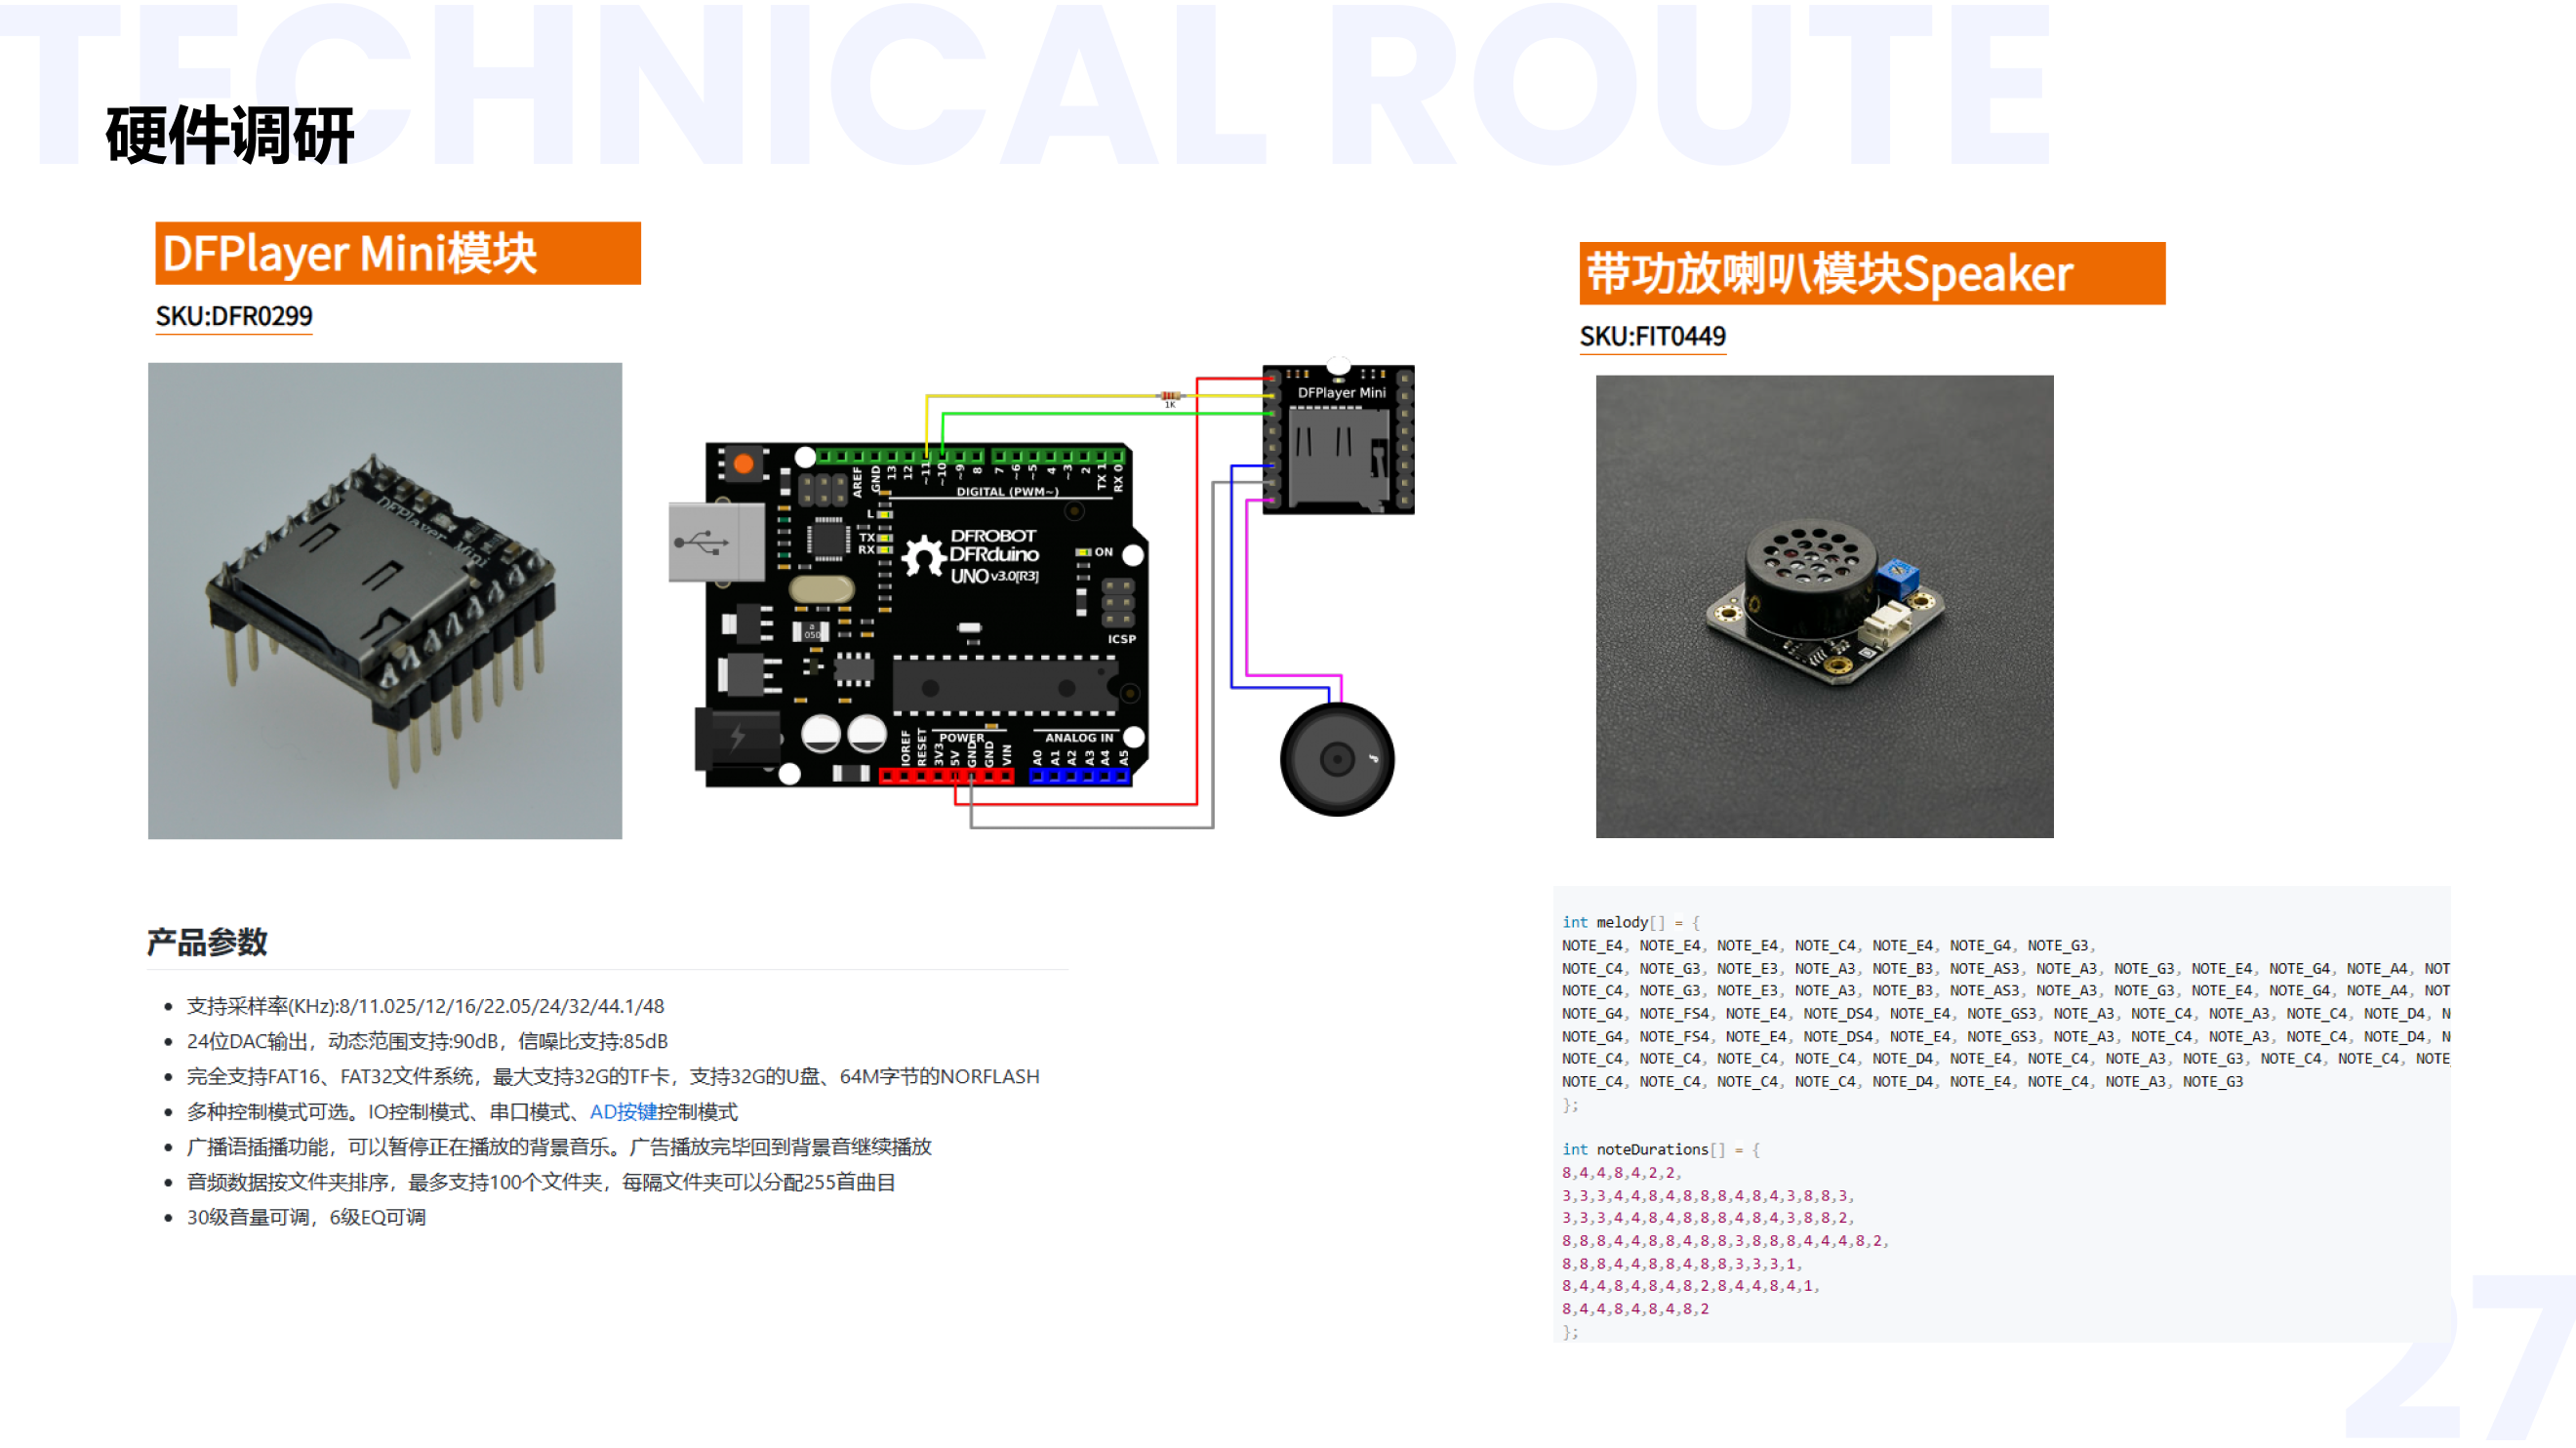 TECHNICAL ROUTE
硬件调研
DFPlayer Mini模块
SKU:DFR0299
DFPlayer Mini
DFPlayer Mini
1K
AREF
GND
13
12
~11
~10
~9
8
7
~6
~5
4
~3
2
TX 1
RX 0
DIGITAL (PWM~)
L
TX
RX
DFROBOT
DFRduino
UNO v3.0[R3]
ON
ICSP
a
050
IOREF
RESET
3V3
5V
GND
GND
VIN
POWER
ANALOG IN
A0
A1
A2
A3
A4
A5
产品参数
• 支持采样率(KHz):8/11.025/12/16/22.05/24/32/44.1/48
• 24位DAC输出，动态范围支持:90dB，信噪比支持:85dB
• 完全支持FAT16、FAT32文件系统，最大支持32G的TF卡，支持32G的U盘、64M字节的NORFLASH
• 多种控制模式可选。IO控制模式、串口模式、AD按键控制模式
• 广播语插播功能，可以暂停正在播放的背景音乐。广告播放完毕回到背景音继续播放
• 音频数据按文件夹排序，最多支持100个文件夹，每隔文件夹可以分配255首曲目
• 30级音量可调，6级EQ可调
带功放喇叭模块Speaker
SKU:FIT0449
int melody[] = {
NOTE_E4, NOTE_E4, NOTE_E4, NOTE_C4, NOTE_E4, NOTE_G4, NOTE_G3,
NOTE_C4, NOTE_G3, NOTE_E3, NOTE_A3, NOTE_B3, NOTE_AS3, NOTE_A3, NOTE_G3, NOTE_E4, NOTE_G4, NOTE_A4, NOT
NOTE_C4, NOTE_G3, NOTE_E3, NOTE_A3, NOTE_B3, NOTE_AS3, NOTE_A3, NOTE_G3, NOTE_E4, NOTE_G4, NOTE_A4, NOT
NOTE_G4, NOTE_FS4, NOTE_E4, NOTE_DS4, NOTE_E4, NOTE_GS3, NOTE_A3, NOTE_C4, NOTE_A3, NOTE_C4, NOTE_D4, N
NOTE_G4, NOTE_FS4, NOTE_E4, NOTE_DS4, NOTE_E4, NOTE_GS3, NOTE_A3, NOTE_C4, NOTE_A3, NOTE_C4, NOTE_D4, N
NOTE_C4, NOTE_C4, NOTE_C4, NOTE_C4, NOTE_D4, NOTE_E4, NOTE_C4, NOTE_A3, NOTE_G3, NOTE_C4, NOTE_C4, NOTE_
NOTE_C4, NOTE_C4, NOTE_C4, NOTE_C4, NOTE_D4, NOTE_E4, NOTE_C4, NOTE_A3, NOTE_G3
};
int noteDurations[] = {
8,4,4,8,4,2,2,
3,3,3,4,4,8,4,8,8,8,4,8,4,3,8,8,3,
3,3,3,4,4,8,4,8,8,8,4,8,4,3,8,8,2,
8,8,8,4,4,8,8,4,8,8,3,8,8,8,4,4,4,8,2,
8,8,8,4,4,8,8,4,8,8,3,3,3,1,
8,4,4,8,4,8,4,8,2,8,4,4,8,4,1,
8,4,4,8,4,8,4,8,2
};
27